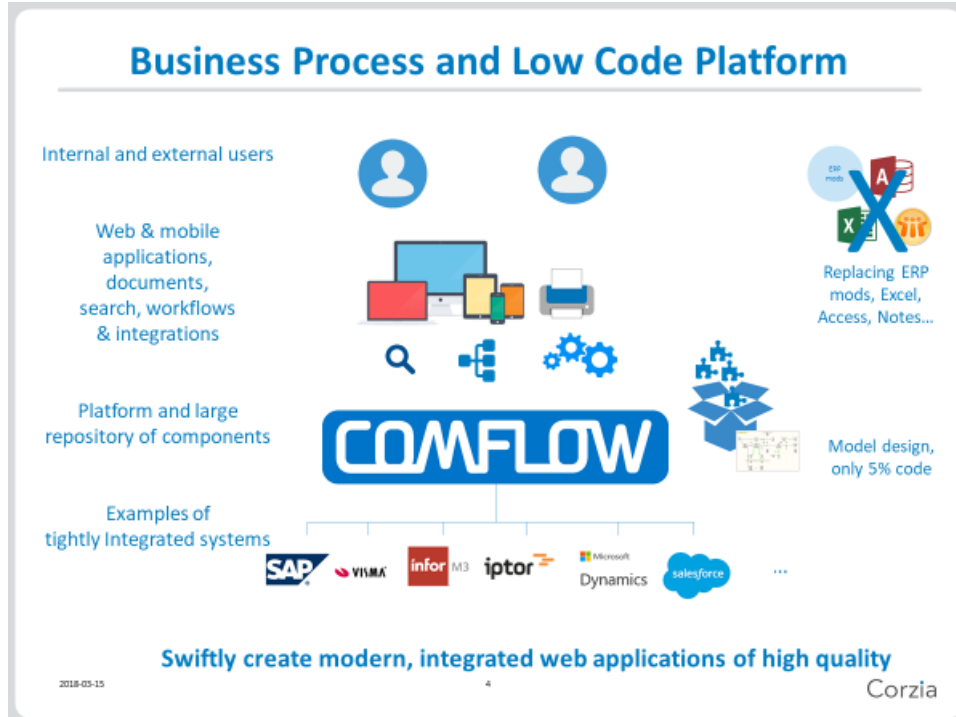 Business Process and Low Code Platform
Internal and external users
ERP
mods
A
X
Web & mobile
applications,
documents,
search, workflows
& integrations
Replacing ERP
mods, Excel,
Access, Notes...
Platform and large
repository of components
COMFLOW
Model design,
only 5% code
Examples of
tightly Integrated systems
SAP
VISMA
infor M3
iptor
Microsoft
Dynamics
salesforce
...
Swiftly create modern, integrated web applications of high quality
2018-03-15
4
Corzia